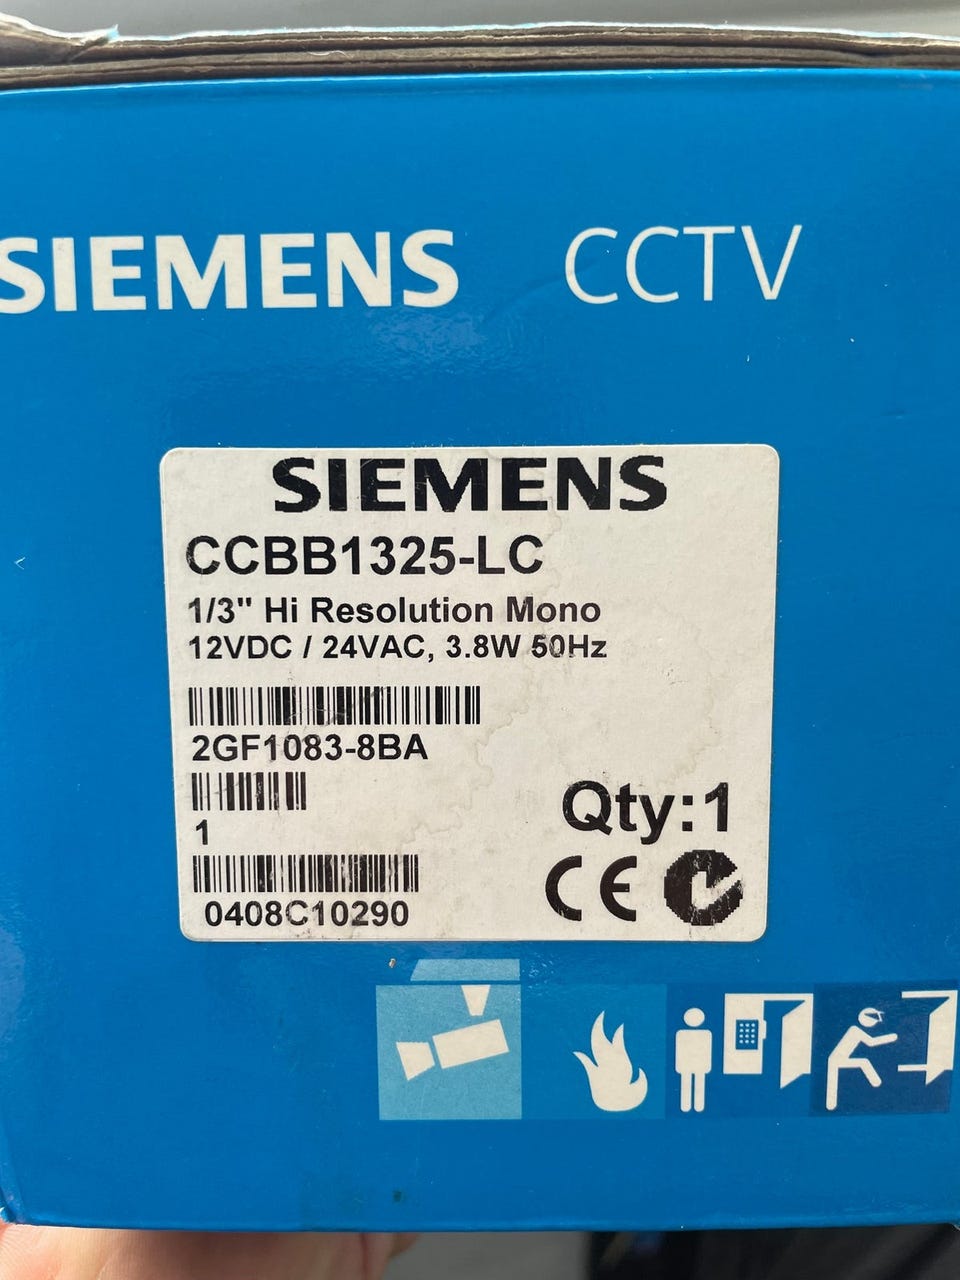 SIEMENS CCTV
SIEMENS
CCBB1325-LC
1/3" Hi Resolution Mono
12VDC / 24VAC, 3.8W 50Hz
2GF1083-8BA
1
Qty:1
0408C10290
CE